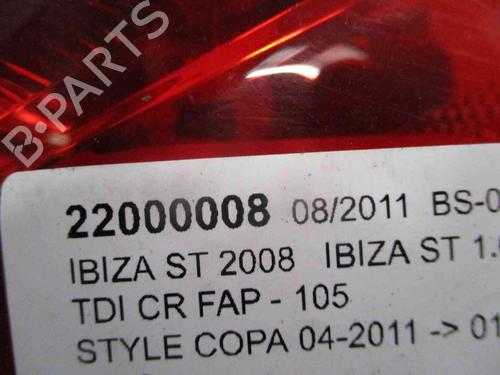 B-PARTS
22000008 08/2011 BS-0
IBIZA ST 2008 IBIZA ST 1.
TDI CR FAP - 105
STYLE COPA 04-2011 -> 01